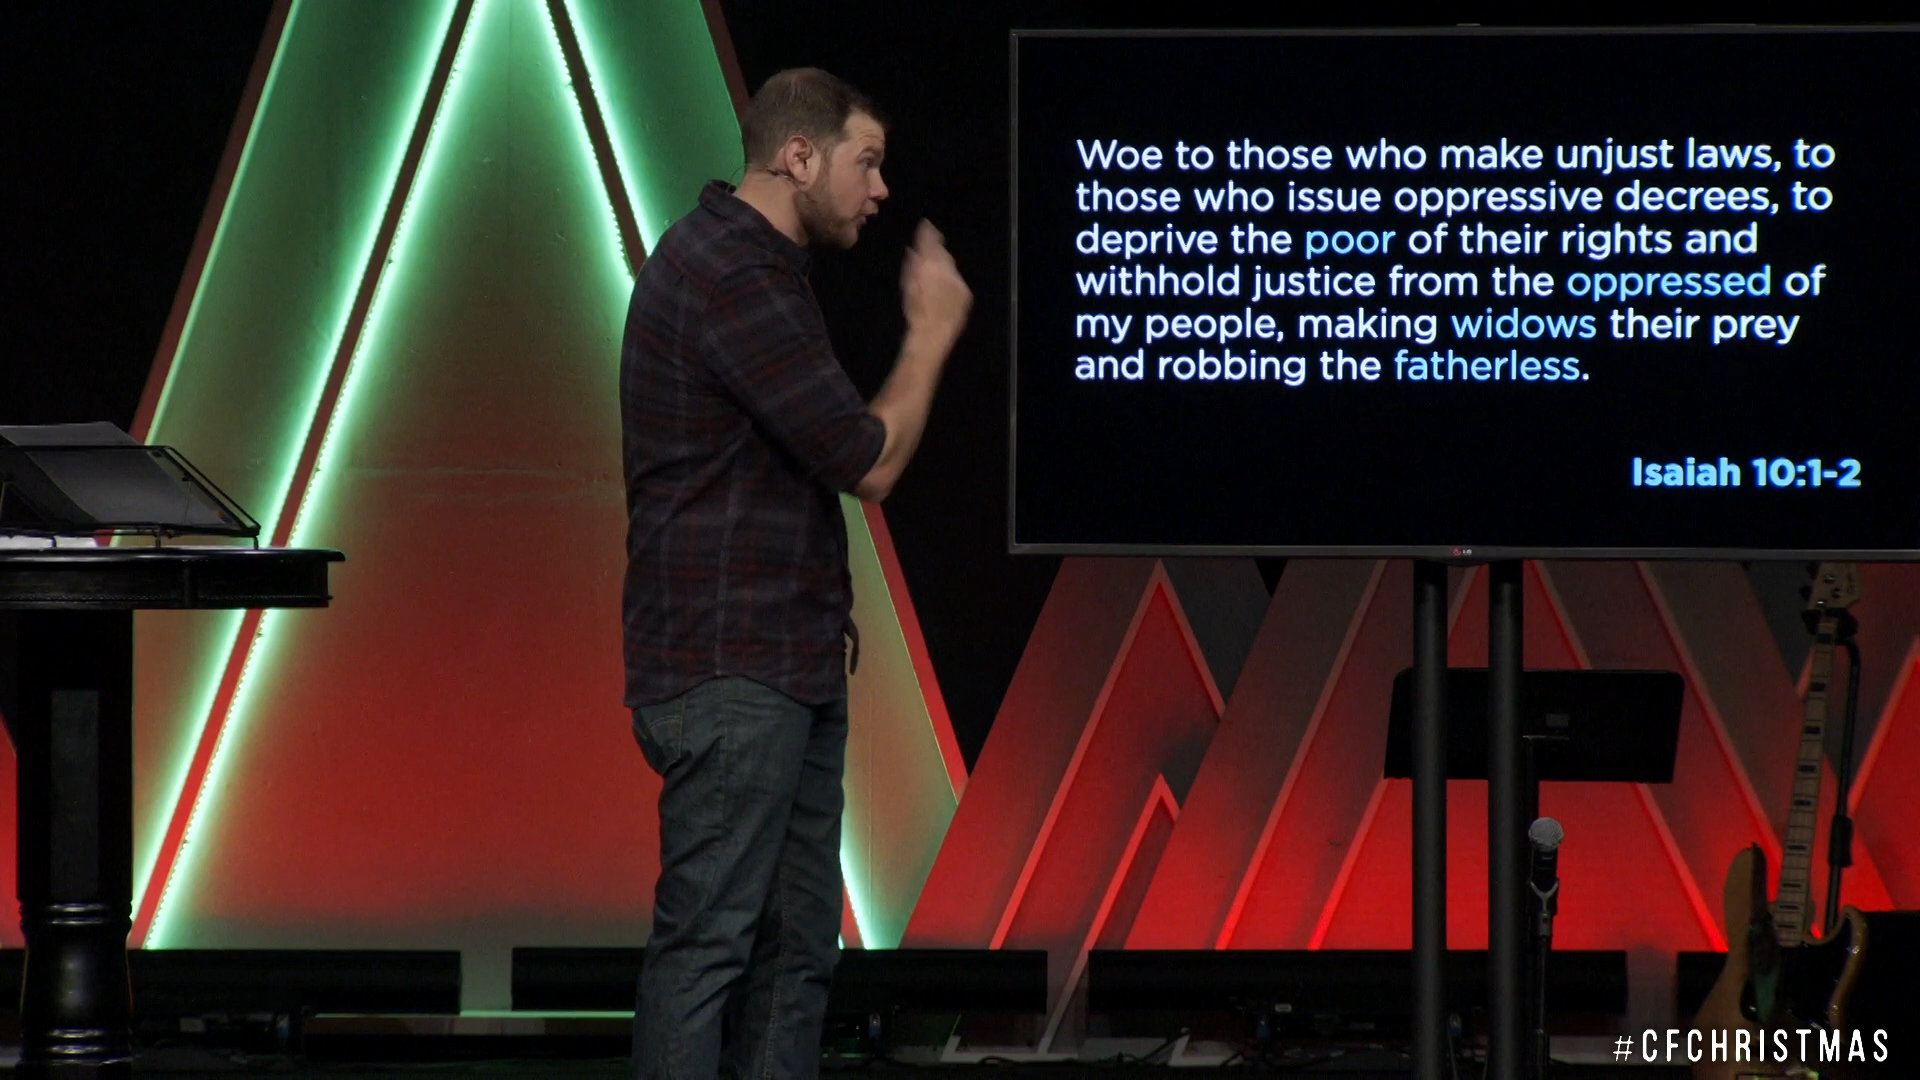 Woe to those who make unjust laws, to
those who issue oppressive decrees, to
deprive the poor of their rights and
withhold justice from the oppressed of
my people, making widows their prey
and robbing the fatherless.
Isaiah 10:1-2
LG
#CFCHRISTMAS